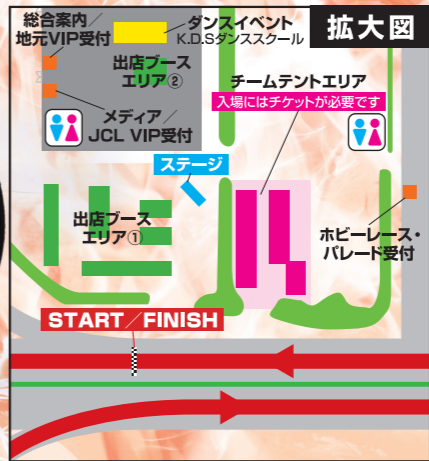 拡大図
総合案内／
地元VIP受付
ダンスイベント
K.D.Sダンススクール
出店ブース
エリア②
メディア／
JCL VIP受付
チームテントエリア
入場にはチケットが必要です
ステージ
出店ブース
エリア①
ホビーレース・
パレード受付
START／FINISH